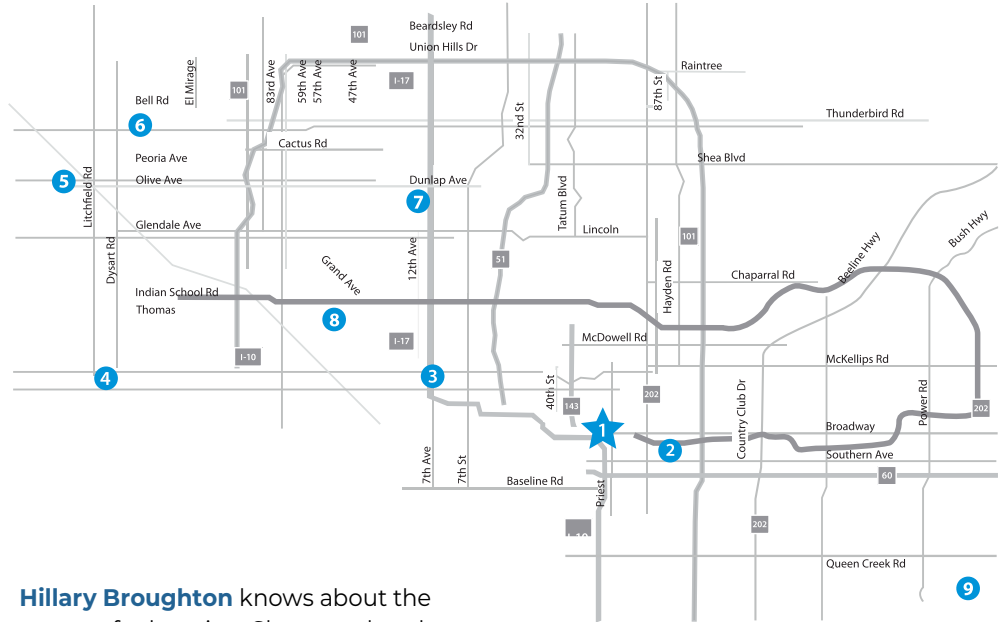 Beardsley Rd
101
Union Hills Dr
Raintree
I-17
101
El Mirage
83rd Ave
59th Ave
57th Ave
47th Ave
87th St
Bell Rd
6
32nd St
Thunderbird Rd
Cactus Rd
Peoria Ave
Shea Blvd
5
Olive Ave
Dunlap Ave
7
Litchfield Rd
Tatum Blvd
Glendale Ave
Lincoln
101
Bush Hwy
Dysart Rd
12th Ave
51
Beeline Hwy
Grand Ave
Hayden Rd
Chaparral Rd
Indian School Rd
Thomas
8
I-17
McDowell Rd
I-10
McKellips Rd
4
3
40th St
202
143
Country Club Dr
Power Rd
202
1
Broadway
2
Southern Ave
7th Ave
7th St
60
Baseline Rd
Priest
202
Queen Creek Rd
9
Hillary Broughton knows about the